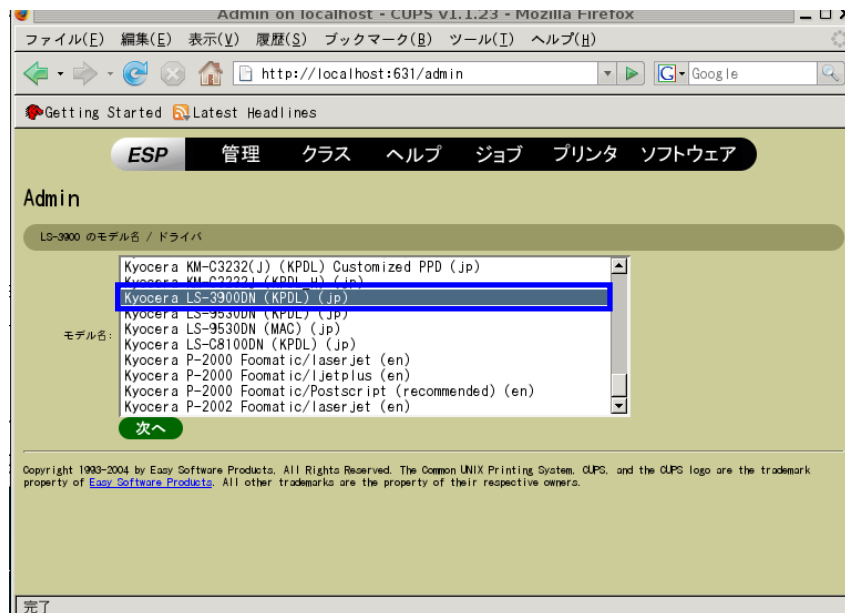 Admin on localhost - CUPS v1.1.23 - Mozilla Firefox
ファイル(F) 編集(E) 表示(V) 履歴(S) ブックマーク(B) ツール(T) ヘルプ(H)
http://localhost:631/admin
G Google
Getting Started Latest Headlines
ESP 管理 クラス ヘルプ ジョブ プリンタ ソフトウェア
Admin
LS-3900 のモデル名 / ドライバ
モデル名:
Kyocera KM-C3232(J) (KPDL) Customized PPD (jp)
Kyocera KM-C3232J (KPDL_H) (jp)
Kyocera LS-3900DN (KPDL) (jp)
Kyocera LS-9530DN (KPDL) (jp)
Kyocera LS-9530DN (MAC) (jp)
Kyocera LS-C8100DN (KPDL) (jp)
Kyocera P-2000 Foomatic/laserjet (en)
Kyocera P-2000 Foomatic/ljetplus (en)
Kyocera P-2000 Foomatic/Postscript (recommended) (en)
Kyocera P-2002 Foomatic/laserjet (en)
次へ
Copyright 1993-2004 by Easy Software Products, All Rights Reserved. The Common UNIX Printing System, CUPS, and the CUPS logo are the trademark
property of Easy Software Products. All other trademarks are the property of their respective owners.
完了